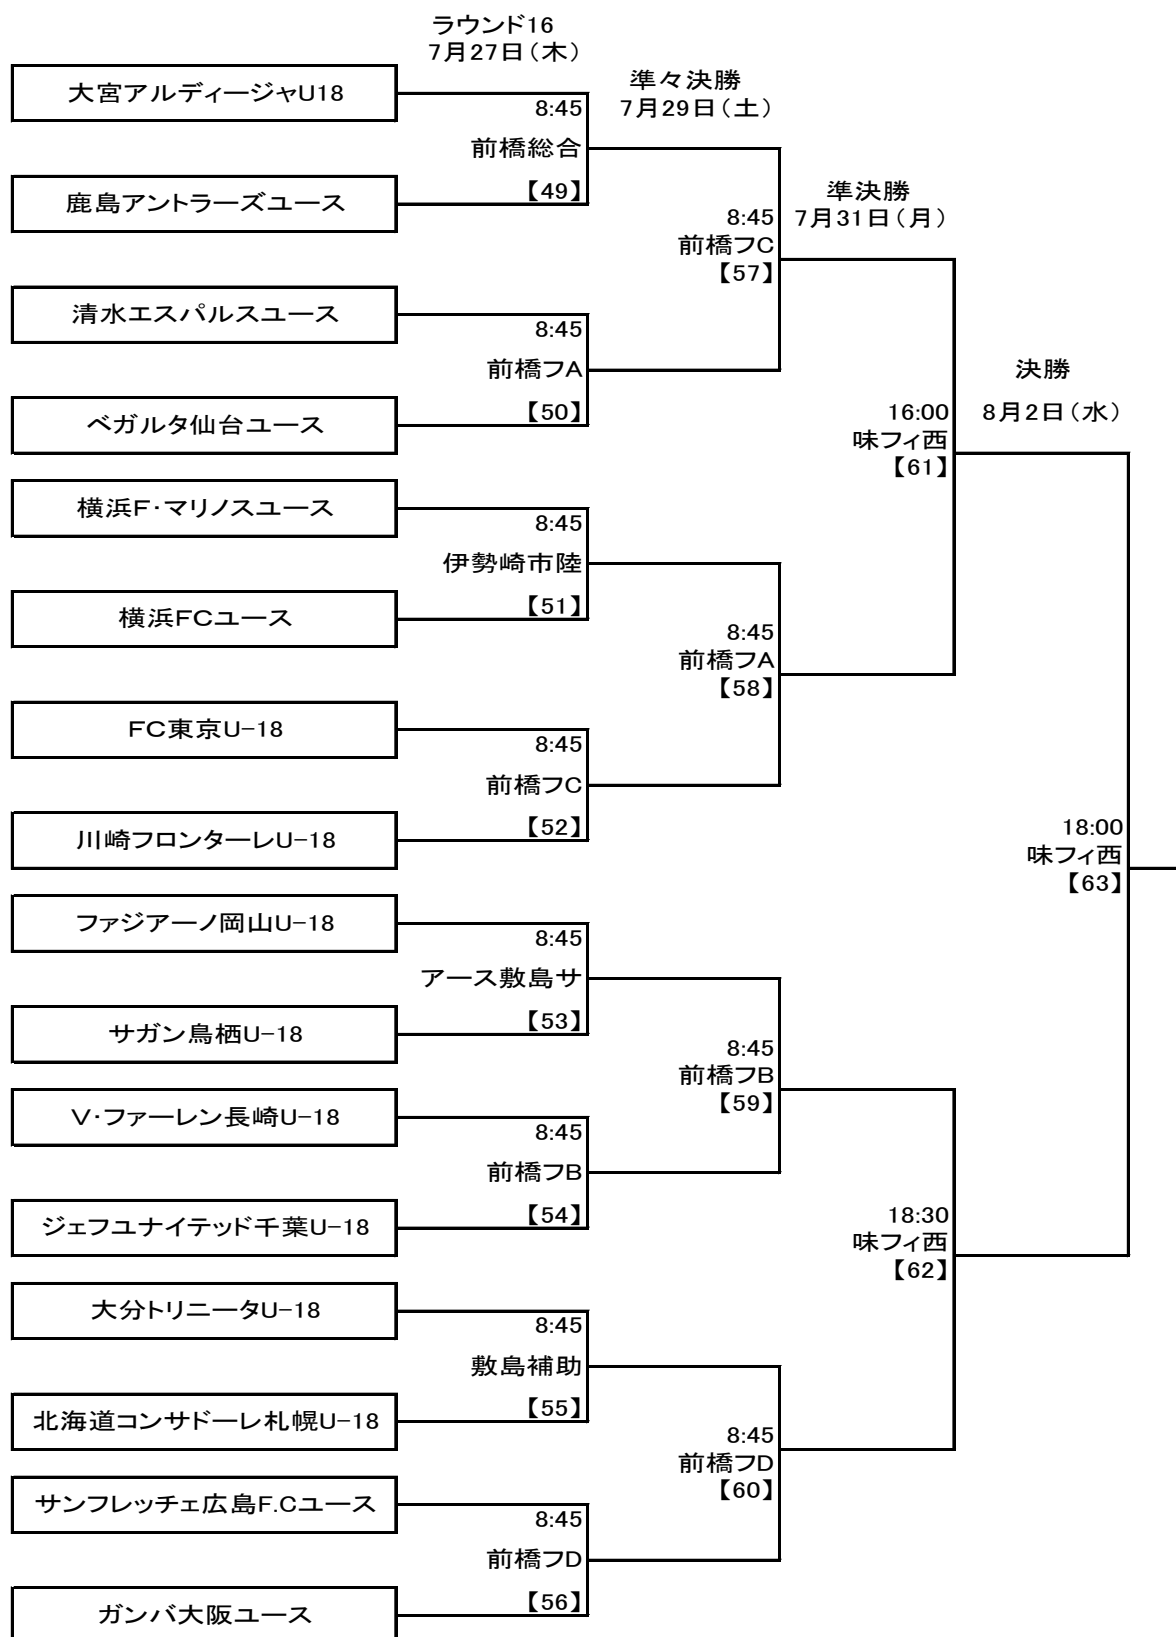 ラウンド16
7月27日（木）
準々決勝
7月29日（土）
大宮アルディージャU18
8:45
前橋総合
【49】
鹿島アントラーズユース
準決勝
7月31日（月）
8:45
前橋フC
【57】
清水エスパルスユース
8:45
前橋フA
【50】
ベガルタ仙台ユース
決勝
8月2日（水）
16:00
味フィ西
【61】
横浜F・マリノスユース
8:45
伊勢崎市陸
【51】
横浜FCユース
8:45
前橋フA
【58】
FC東京U-18
8:45
前橋フC
【52】
川崎フロンターレU-18
18:00
味フィ西
【63】
ファジアーノ岡山U-18
8:45
アース敷島サ
【53】
サガン鳥栖U-18
8:45
前橋フB
【59】
V・ファーレン長崎U-18
8:45
前橋フB
【54】
ジェフユナイテッド千葉U-18
18:30
味フィ西
【62】
大分トリニータU-18
8:45
敷島補助
【55】
北海道コンサドーレ札幌U-18
8:45
前橋フD
【60】
サンフレッチェ広島F.Cユース
8:45
前橋フD
【56】
ガンバ大阪ユース